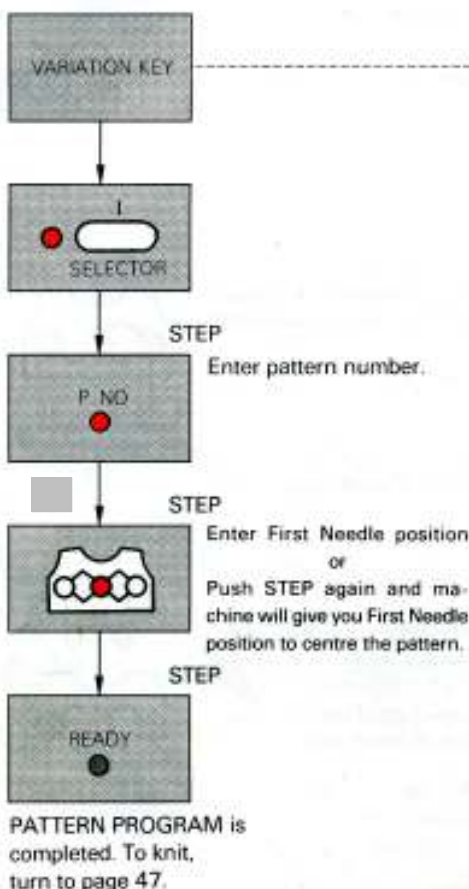 VARIATION KEY
I
SELECTOR
STEP
Enter pattern number.
P. NO
STEP
Enter First Needle position
or
Push STEP again and ma-
chine will give you First Needle
position to centre the pattern.
STEP
READY
PATTERN PROGRAM is
completed. To knit,
turn to page 47.